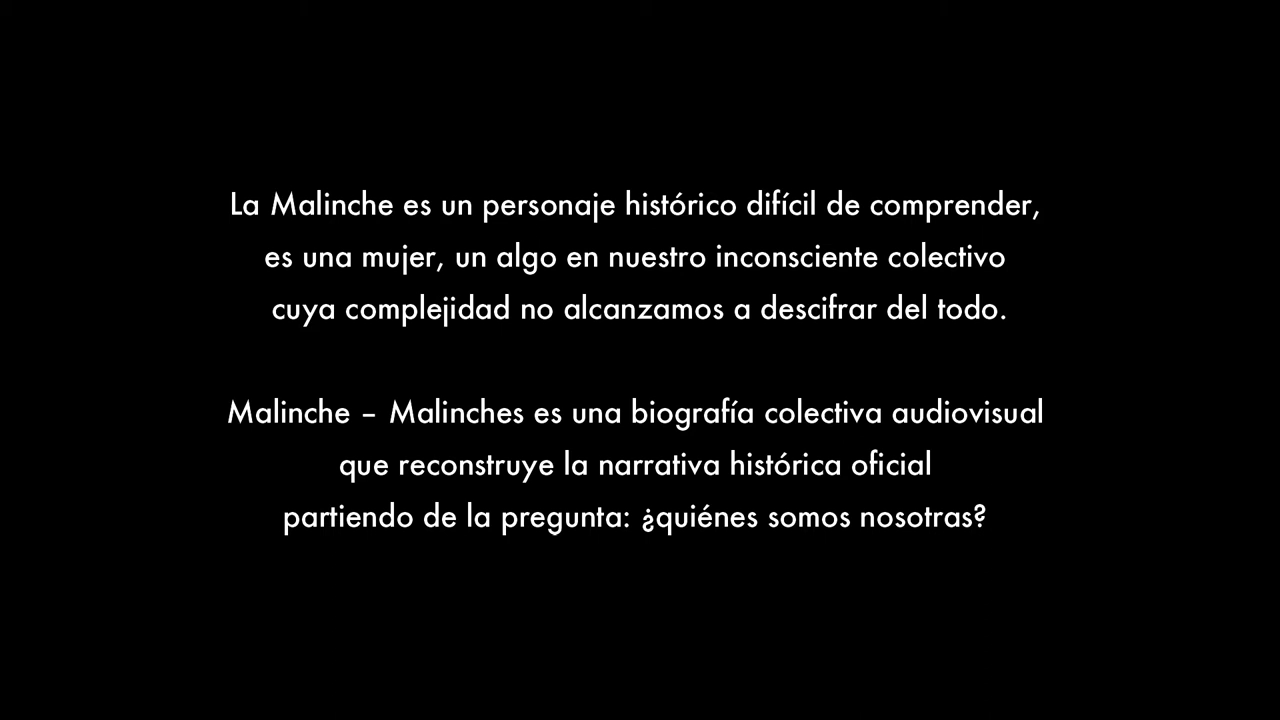 La Malinche es un personaje histórico difícil de comprender,
es una mujer, un algo en nuestro inconsciente colectivo
cuya complejidad no alcanzamos a descifrar del todo.
Malinche – Malinches es una biografía colectiva audiovisual
que reconstruye la narrativa histórica oficial
partiendo de la pregunta: ¿quiénes somos nosotras?